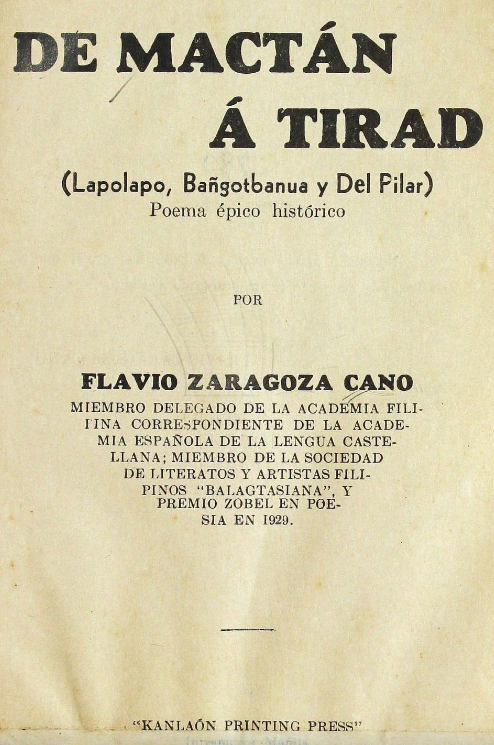 DE MACTÁN
Á TIRAD
(Lapolapo, Bañgotbanua y Del Pilar)
Poema épico histórico
POR
FLAVIO ZARAGOZA CANO
MIEMBRO DELEGADO DE LA ACADEMIA FILI-
PINA CORRESPONDIENTE DE LA ACADE-
MIA ESPAÑOLA DE LA LENGUA CASTE-
LLANA; MIEMBRO DE LA SOCIEDAD
DE LITERATOS Y ARTISTAS FILI-
PINOS "BALAGTASIANA", Y
PREMIO ZOBEL EN POE-
SIA EN 1929.
"KANLAÓN PRINTING PRESS"